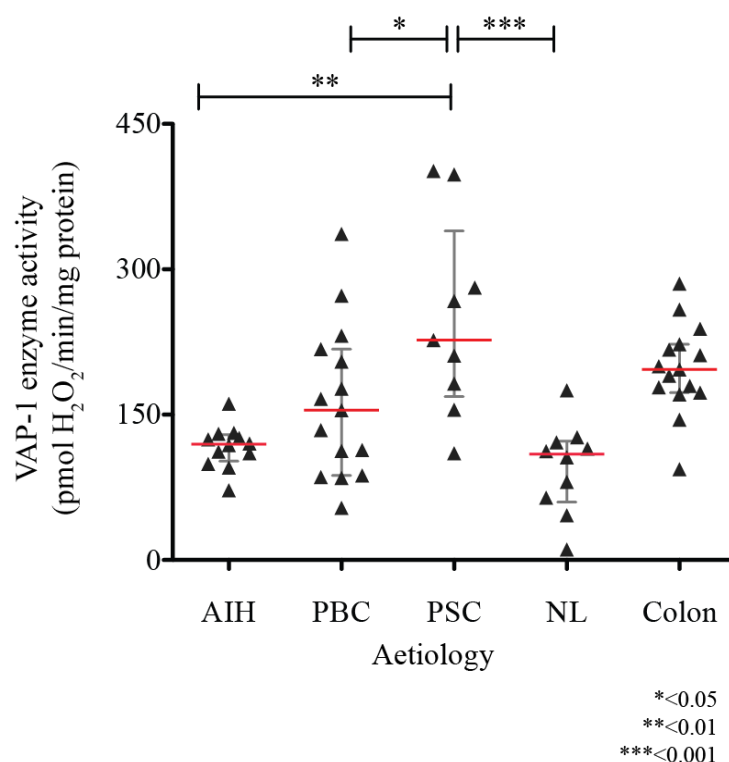 *
***
**
450
300
150
0
VAP-1 enzyme activity
(pmol H₂O₂/min/mg protein)
AIH PBC PSC NL Colon
Aetiology
*<0.05
**<0.01
***<0.001